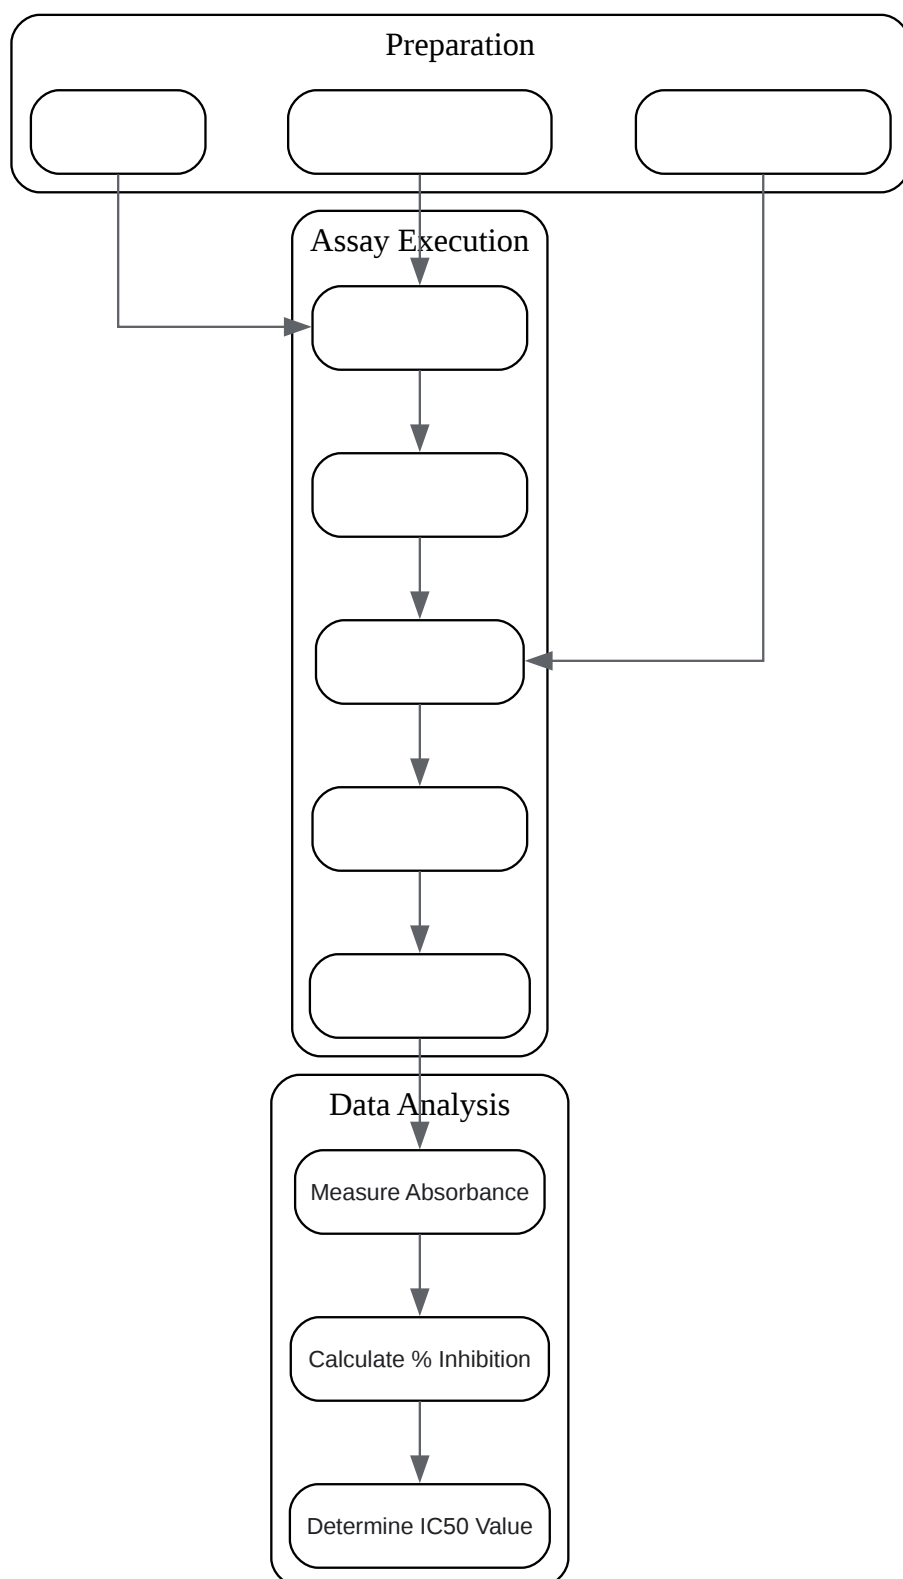 Preparation
Assay Execution
Data Analysis
Measure Absorbance
Calculate % Inhibition
Determine IC50 Value